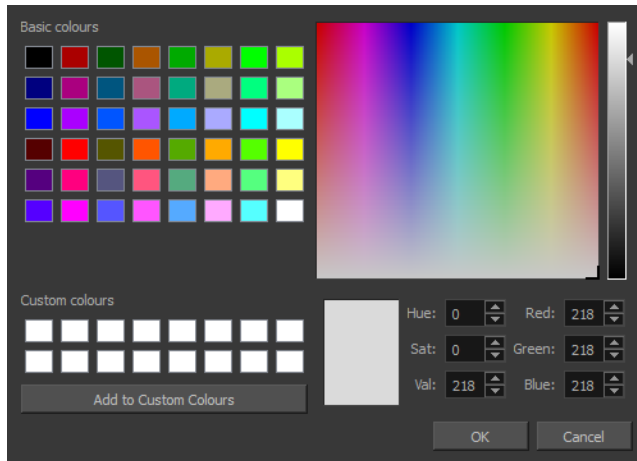 Basic colours
Custom colours
Add to Custom Colours
Hue: 0 Red: 218
Sat: 0 Green: 218
Val: 218 Blue: 218
OK Cancel